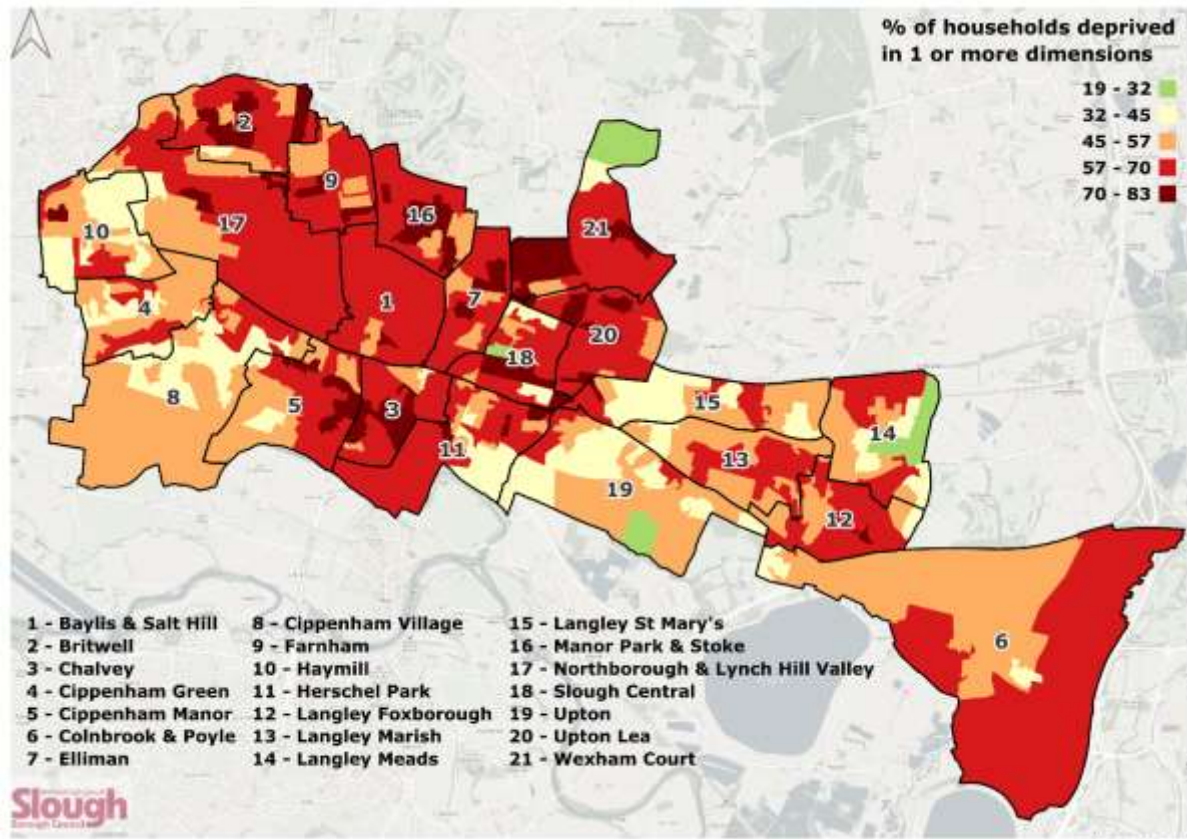 % of households deprived
in 1 or more dimensions
19 - 32
32 - 45
45 - 57
57 - 70
70 - 83
2
9
16
17
10
21
1
7
4
20
18
8
5
3
15
14
11
13
19
12
6
1 - Baylis & Salt Hill
2 - Britwell
3 - Chalvey
4 - Cippenham Green
5 - Cippenham Manor
6 - Colnbrook & Poyle
7 - Elliman
8 - Cippenham Village
9 - Farnham
10 - Haymill
11 - Herschel Park
12 - Langley Foxborough
13 - Langley Marish
14 - Langley Meads
15 - Langley St Mary's
16 - Manor Park & Stoke
17 - Northborough & Lynch Hill Valley
18 - Slough Central
19 - Upton
20 - Upton Lea
21 - Wexham Court
Slough
Borough Council